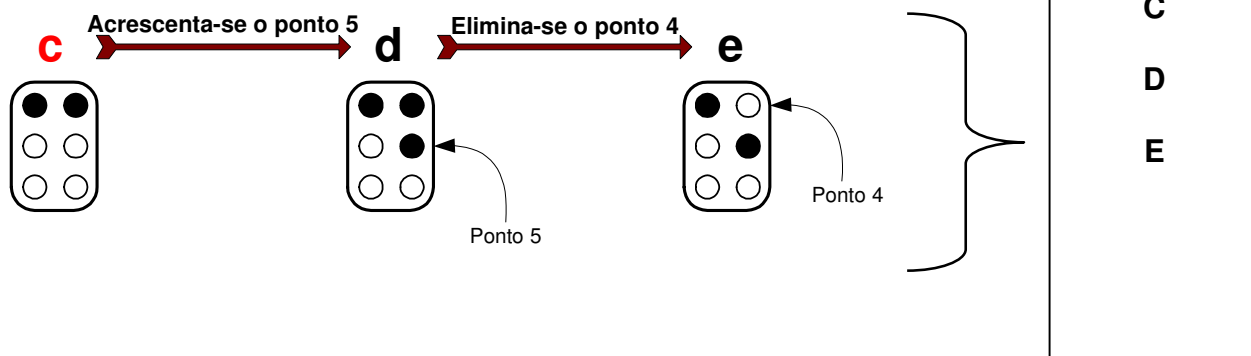 Acrescenta-se o ponto 5
Elimina-se o ponto 4
c
d
e
Ponto 5
Ponto 4
C
D
E